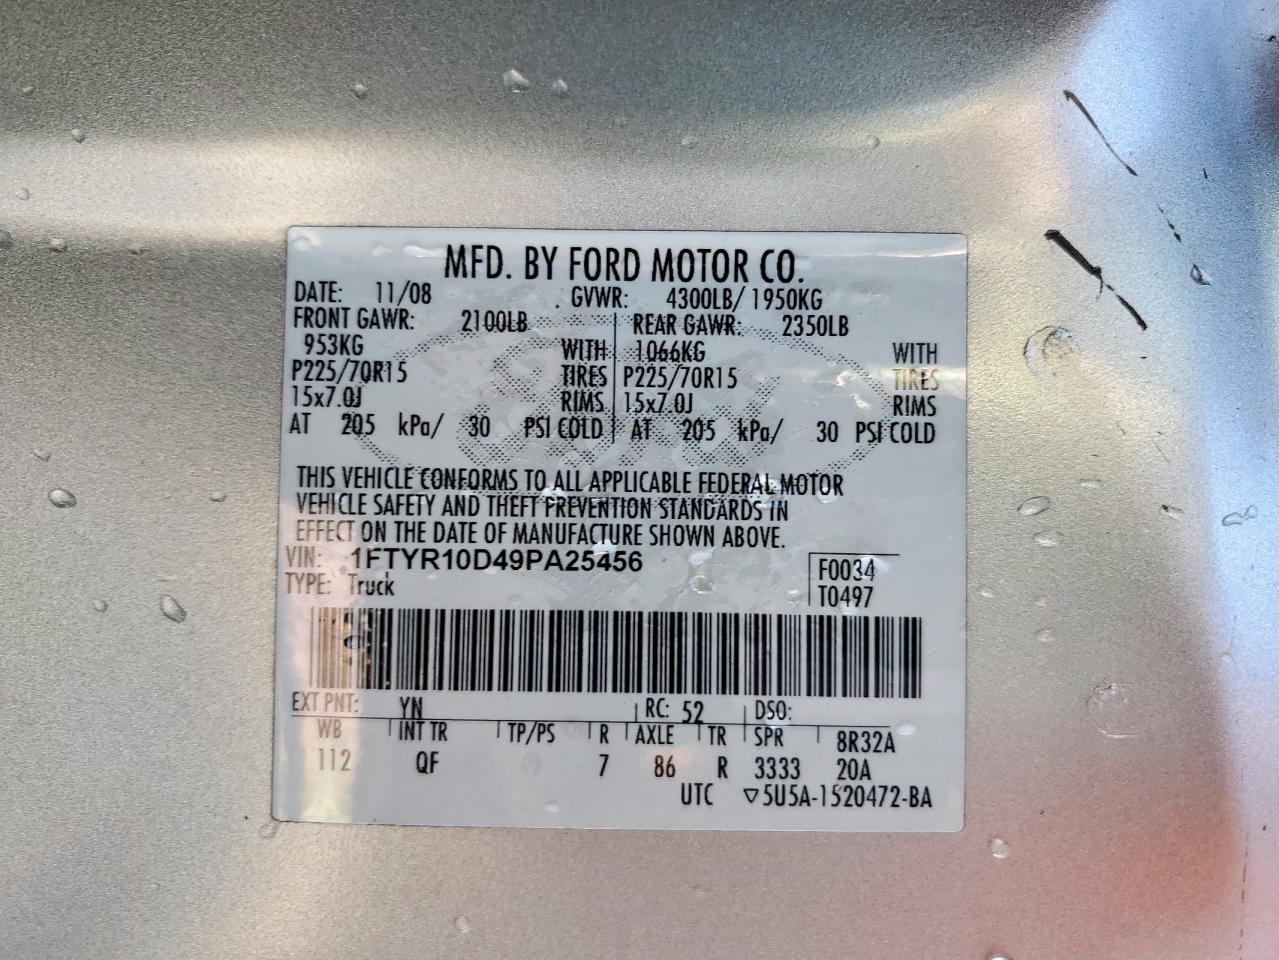 MFD. BY FORD MOTOR CO.
DATE: 11/08 GVWR: 4300LB/ 1950KG
FRONT GAWR: 2100LB REAR GAWR: 2350LB
953KG WITH 1066KG WITH
P225/70R15 TIRES P225/70R15 TIRES
15x7.0J RIMS 15x7.0J RIMS
AT 205 kPa/ 30 PSI COLD AT 205 kPa/ 30 PSI COLD
THIS VEHICLE CONFORMS TO ALL APPLICABLE FEDERAL MOTOR
VEHICLE SAFETY AND THEFT PREVENTION STANDARDS IN
EFFECT ON THE DATE OF MANUFACTURE SHOWN ABOVE.
VIN: 1FTYR10D49PA25456 F0034
TYPE: Truck T0497
EXT PNT: YN RC: 52 DSO:
WB INT TR TP/PS R AXLE TR SPR 8R32A
112 QF 7 86 R 3333 20A
UTC ▽5U5A-1520472-BA